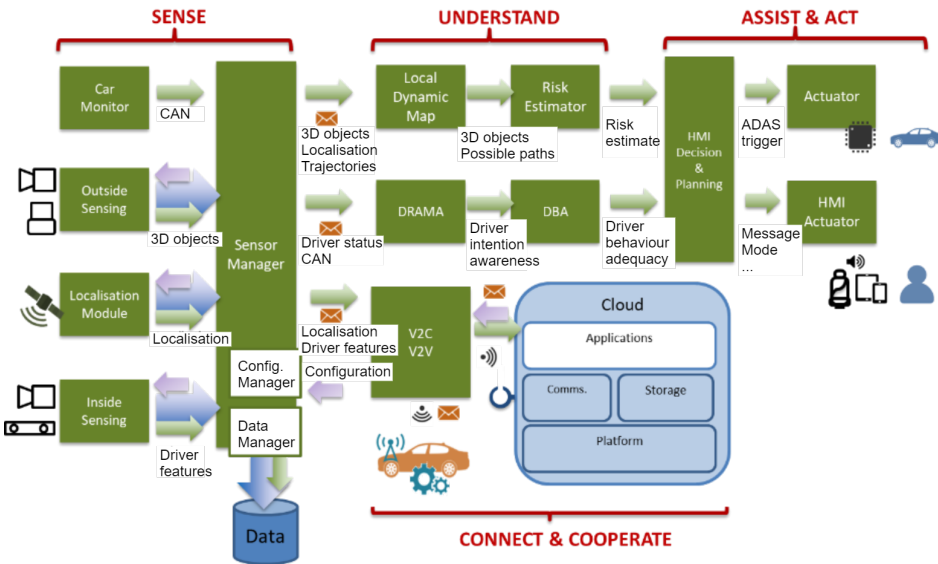 SENSE
UNDERSTAND
ASSIST & ACT
Car
Monitor
CAN
Outside
Sensing
3D objects
Localisation
Module
Localisation
Inside
Sensing
Driver
features
Sensor
Manager
Config.
Manager
Data
Manager
Data
3D objects
Localisation
Trajectories
Driver status
CAN
Localisation
Driver features
Configuration
Local
Dynamic
Map
3D objects
Possible paths
Risk
Estimator
Risk
estimate
DRAMA
Driver
intention
awareness
DBA
Driver
behaviour
adequacy
V2C
V2V
Cloud
Applications
Comms.
Storage
Platform
HMI
Decision
&
Planning
ADAS
trigger
Actuator
Message
Mode
...
HMI
Actuator
CONNECT & COOPERATE